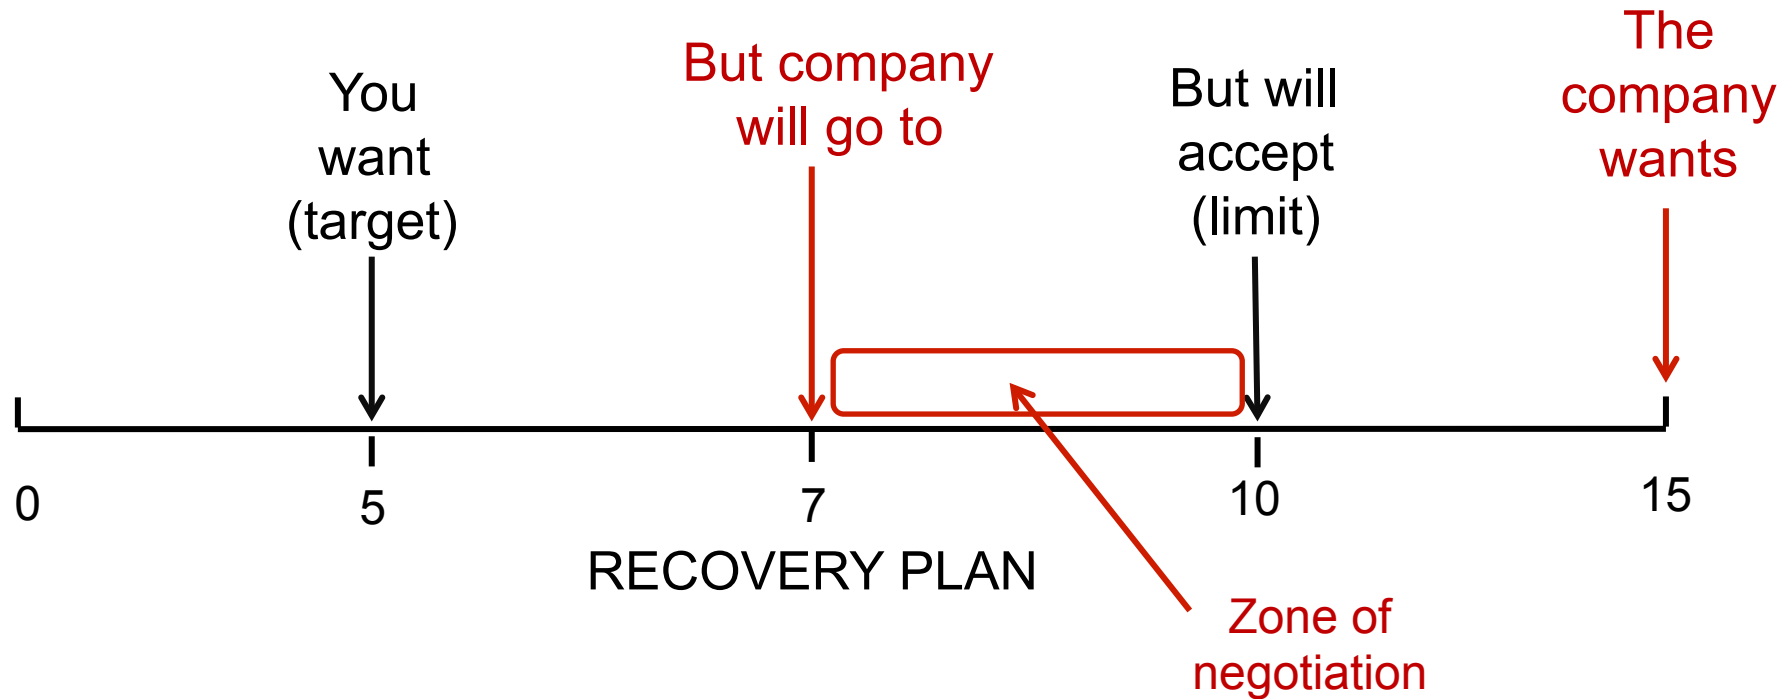 You
want
(target)
But company
will go to
But will
accept
(limit)
The
company
wants
0
5
7
10
15
RECOVERY PLAN
Zone of
negotiation